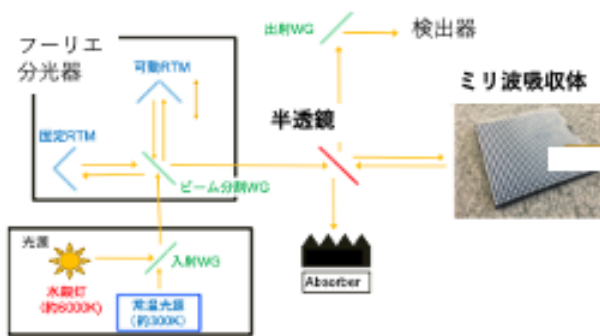 フーリエ
分光器
可動RTM
固定RTM
ビーム分割WG
出射WG
検出器
半透鏡
ミリ波吸収体
Absorber
光源
水銀灯
(約6000K)
入射WG
常温光源
(約300K)